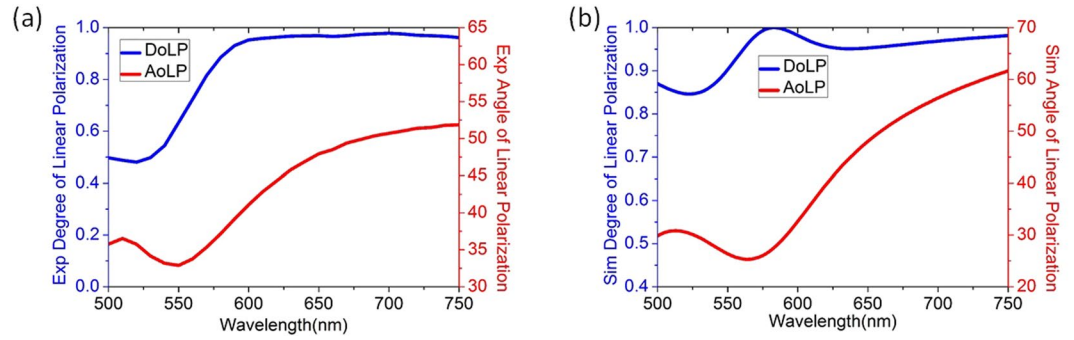 (a)
Exp Degree of Linear Polarization
1.0
0.8
0.6
0.4
0.2
0.0
DoLP
AoLP
65
60
55
50
45
40
35
30
Exp Angle of Linear Polarization
500 550 600 650 700 750
Wavelength(nm)
(b)
Sim Degree of Linear Polarization
1.0
0.9
0.8
0.7
0.6
0.5
0.4
DoLP
AoLP
70
60
50
40
30
20
Sim Angle of Linear Polarization
500 550 600 650 700 750
Wavelength(nm)